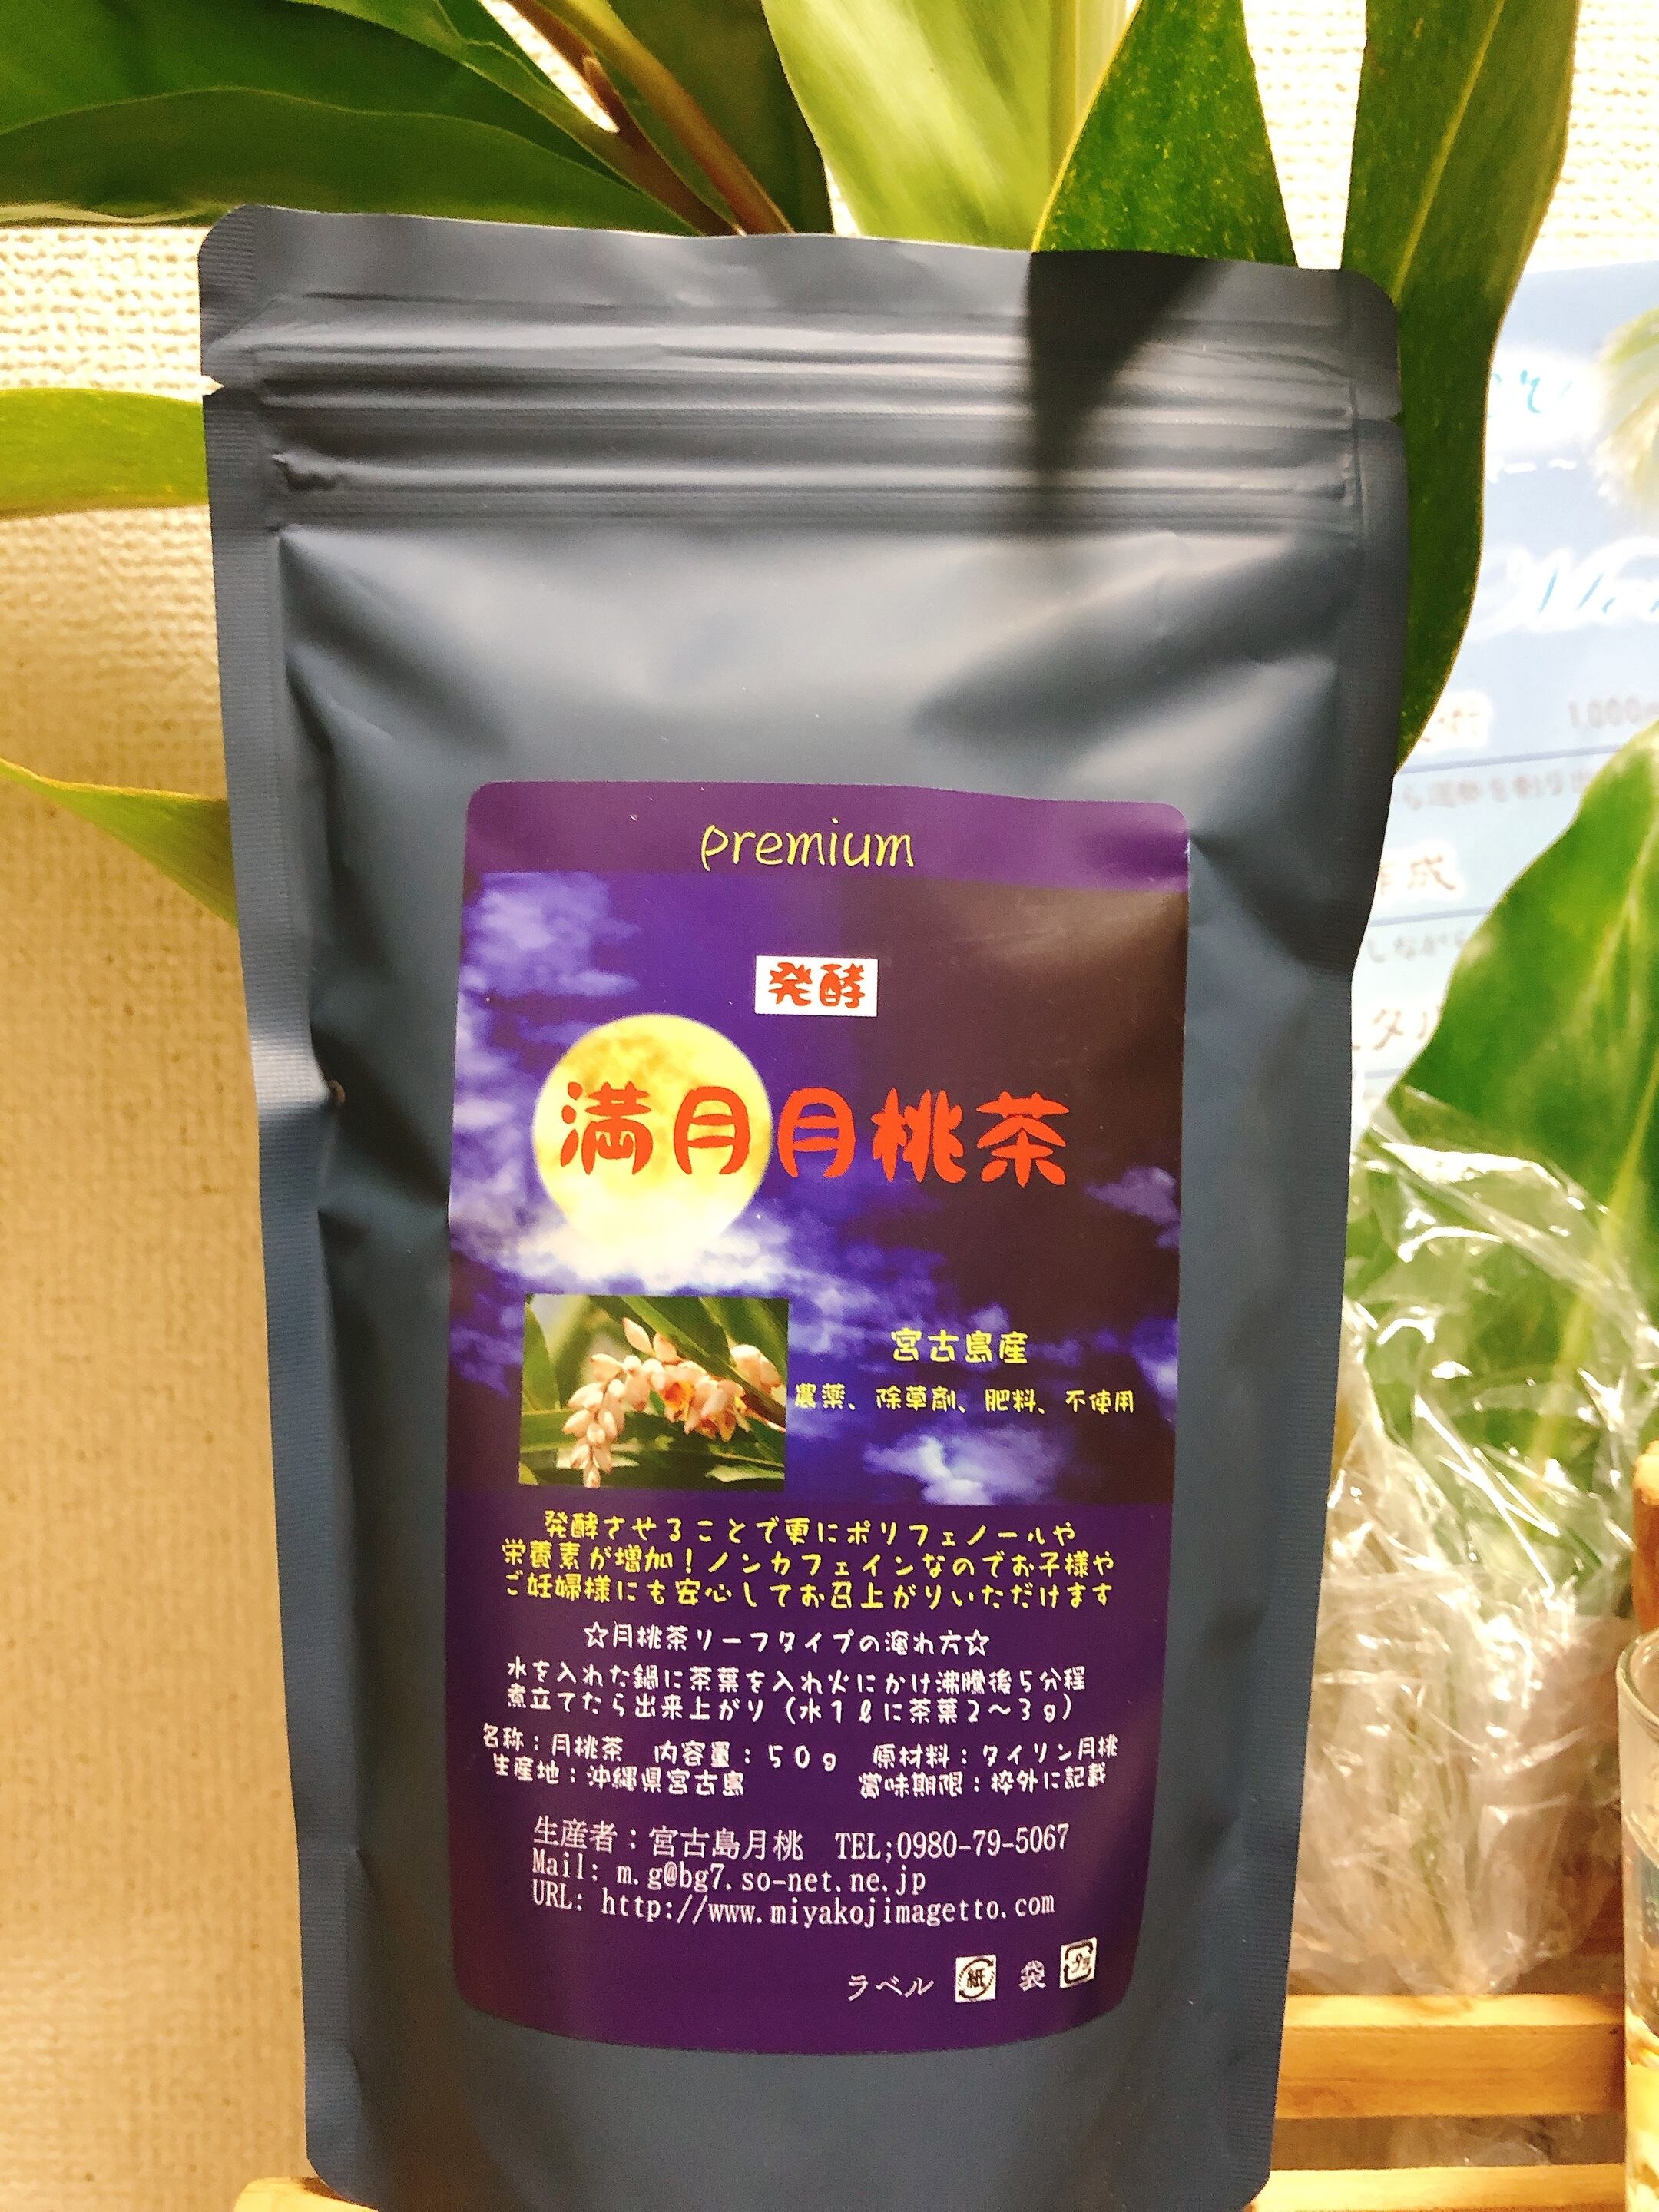 premium
発酵
満月月桃茶
宮古島産
農薬、除草剤、肥料、不使用
発酵させることで更にポリフェノールや
栄養素が増加!ノンカフェインなのでお子様や
ご妊婦様にも安心してお召上がりいただけます
☆月桃茶リーフタイプの淹れ方☆
水を入れた鍋に茶葉を入れ火にかけ沸騰後5分程
煮立てたら出来上がり(水1ℓに茶葉2〜3g)
名称:月桃茶 内容量:50g 原材料:タイリン月桃
生産地:沖縄県宮古島 賞味期限:枠外に記載
生産者:宮古島月桃 TEL;0980-79-5067
Mail: m.g@bg7.so-net.ne.jp
URL: http://www.miyakojimagetto.com
ラベル 紙 袋 プラ